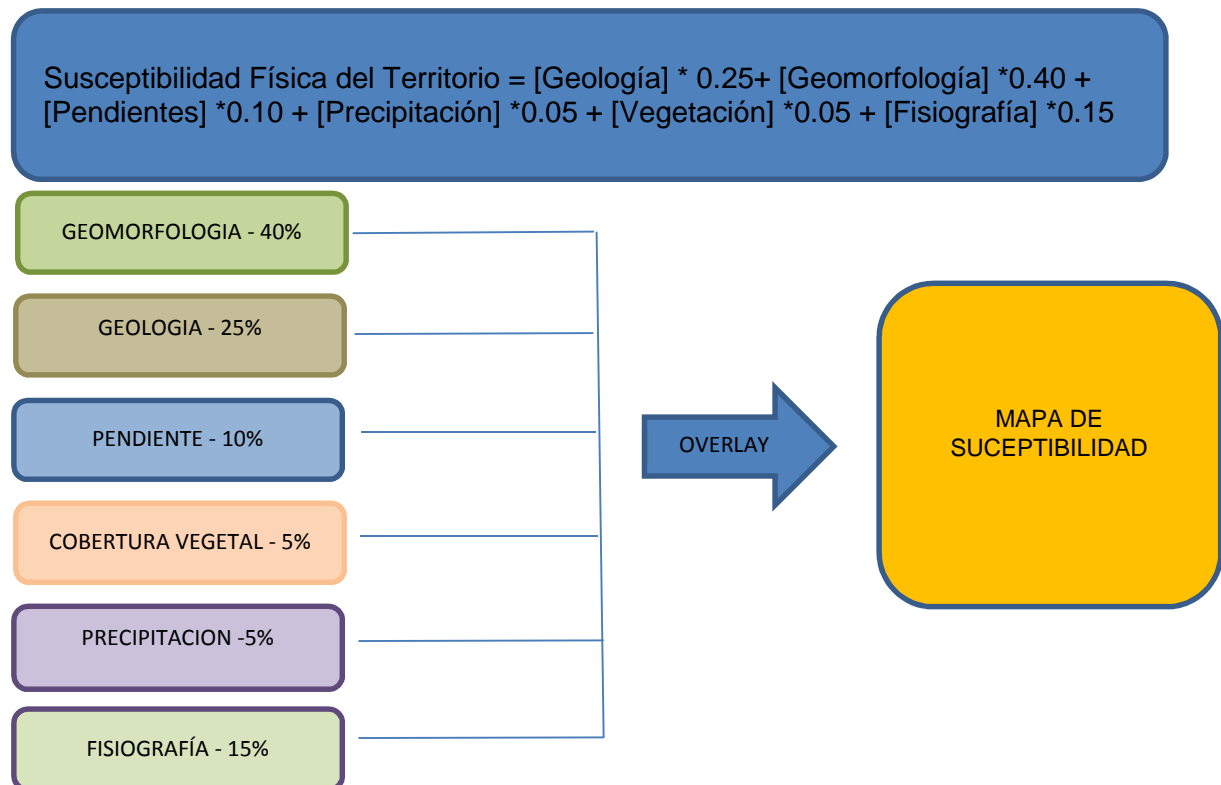 Susceptibilidad Física del Territorio = [Geología] * 0.25+ [Geomorfología] *0.40 +
[Pendientes] *0.10 + [Precipitación] *0.05 + [Vegetación] *0.05 + [Fisiografía] *0.15
GEOMORFOLOGIA - 40%
GEOLOGIA - 25%
PENDIENTE - 10%
COBERTURA VEGETAL - 5%
PRECIPITACION -5%
FISIOGRAFÍA - 15%
OVERLAY
MAPA DE
SUCEPTIBILIDAD